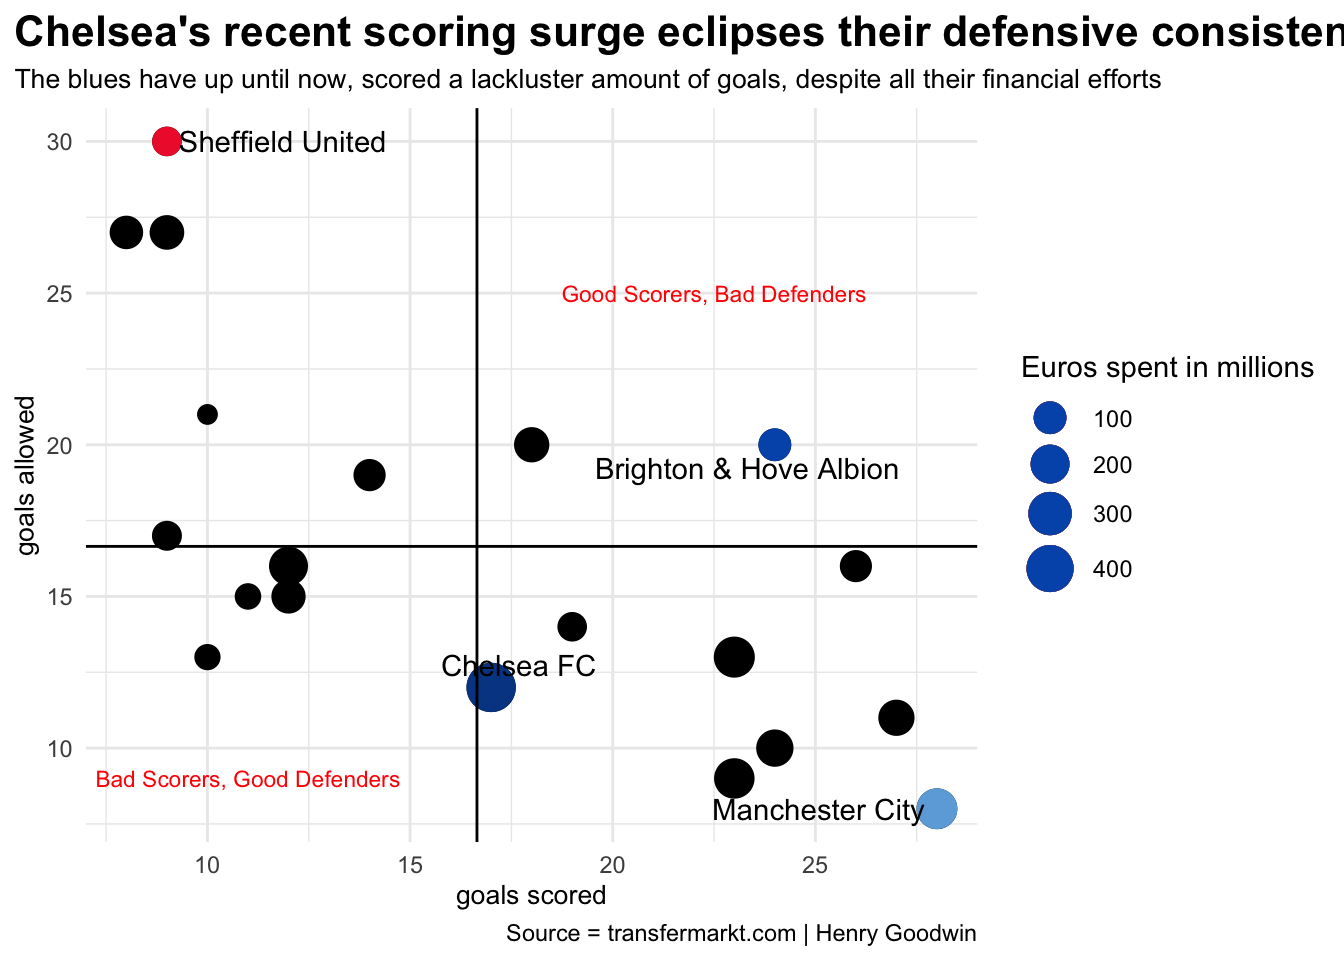 Chelsea's recent scoring surge eclipses their defensive consisten
The blues have up until now, scored a lackluster amount of goals, despite all their financial efforts
30
Sheffield United
25
Good Scorers, Bad Defenders
Euros spent in millions
100
200
300
400
goals allowed
20
Brighton & Hove Albion
15
Chelsea FC
10
Bad Scorers, Good Defenders
Manchester City
10
15
20
25
goals scored
Source = transfermarkt.com | Henry Goodwin